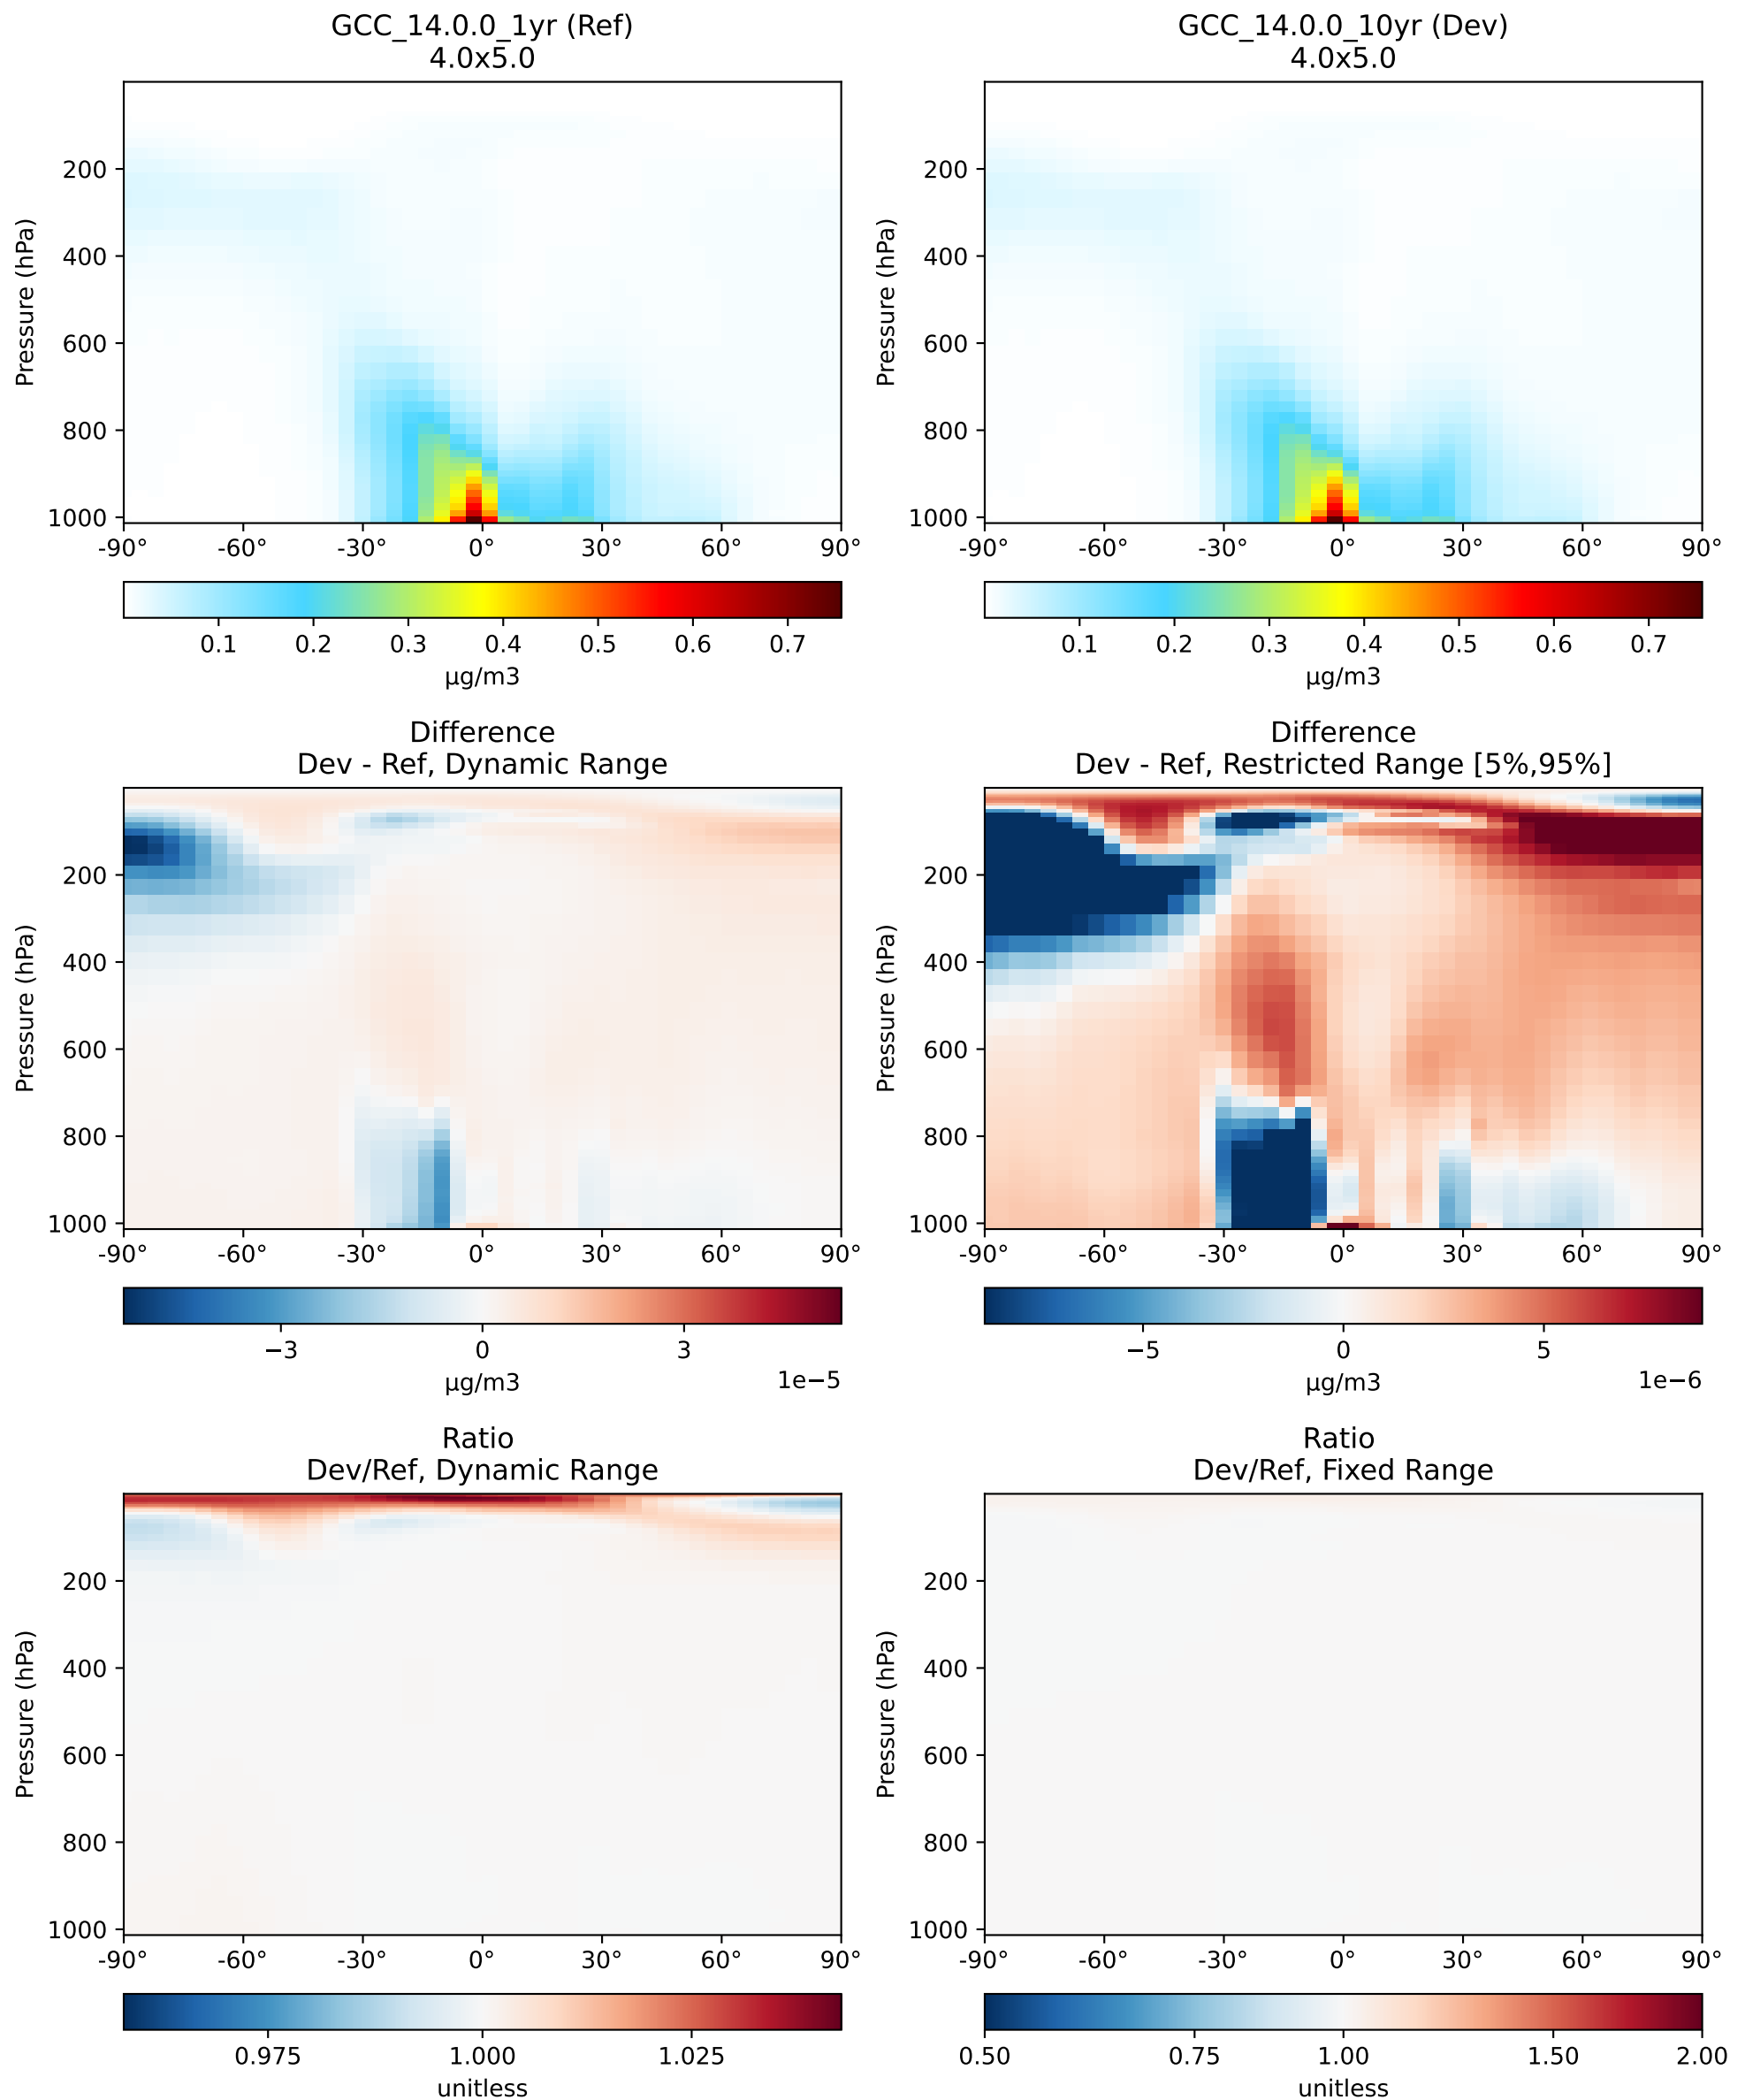 GCC_14.0.0_1yr (Ref)
4.0x5.0
Pressure (hPa)
200
400
600
800
1000
-90° -60° -30° 0° 30° 60° 90°
0.1 0.2 0.3 0.4 0.5 0.6 0.7
µg/m3
GCC_14.0.0_10yr (Dev)
4.0x5.0
Pressure (hPa)
200
400
600
800
1000
-90° -60° -30° 0° 30° 60° 90°
0.1 0.2 0.3 0.4 0.5 0.6 0.7
µg/m3
Difference
Dev - Ref, Dynamic Range
Pressure (hPa)
200
400
600
800
1000
-90° -60° -30° 0° 30° 60° 90°
−3 0 3
µg/m3 1e−5
Difference
Dev - Ref, Restricted Range [5%,95%]
Pressure (hPa)
200
400
600
800
1000
-90° -60° -30° 0° 30° 60° 90°
−5 0 5
µg/m3 1e−6
Ratio
Dev/Ref, Dynamic Range
Pressure (hPa)
200
400
600
800
1000
-90° -60° -30° 0° 30° 60° 90°
0.975 1.000 1.025
unitless
Ratio
Dev/Ref, Fixed Range
Pressure (hPa)
200
400
600
800
1000
-90° -60° -30° 0° 30° 60° 90°
0.50 0.75 1.00 1.50 2.00
unitless